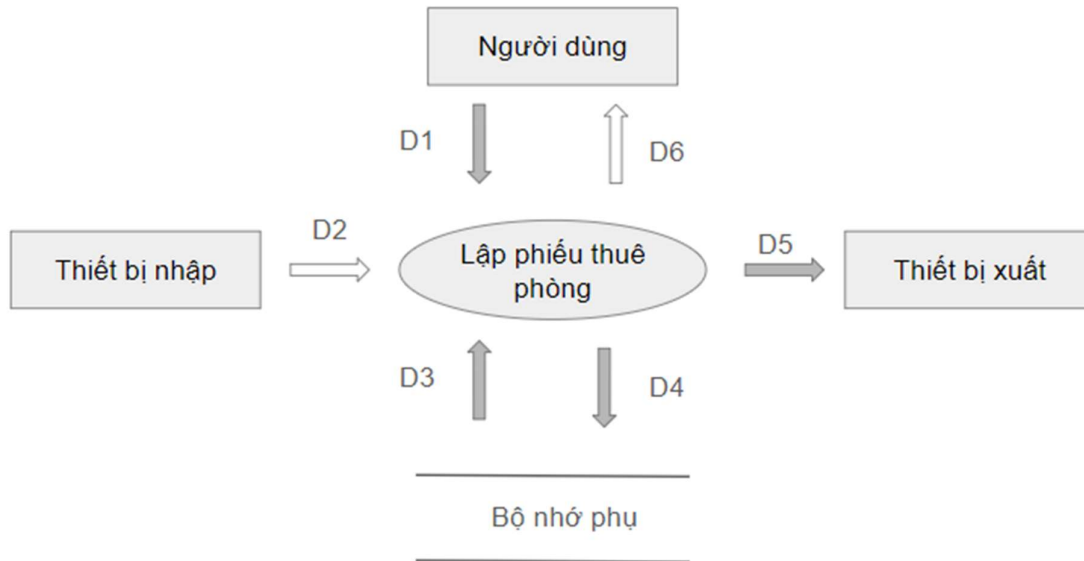 Người dùng
D1
D6
D2
Thiết bị nhập
Lập phiếu thuê
phòng
D5
Thiết bị xuất
D3
D4
Bộ nhớ phụ